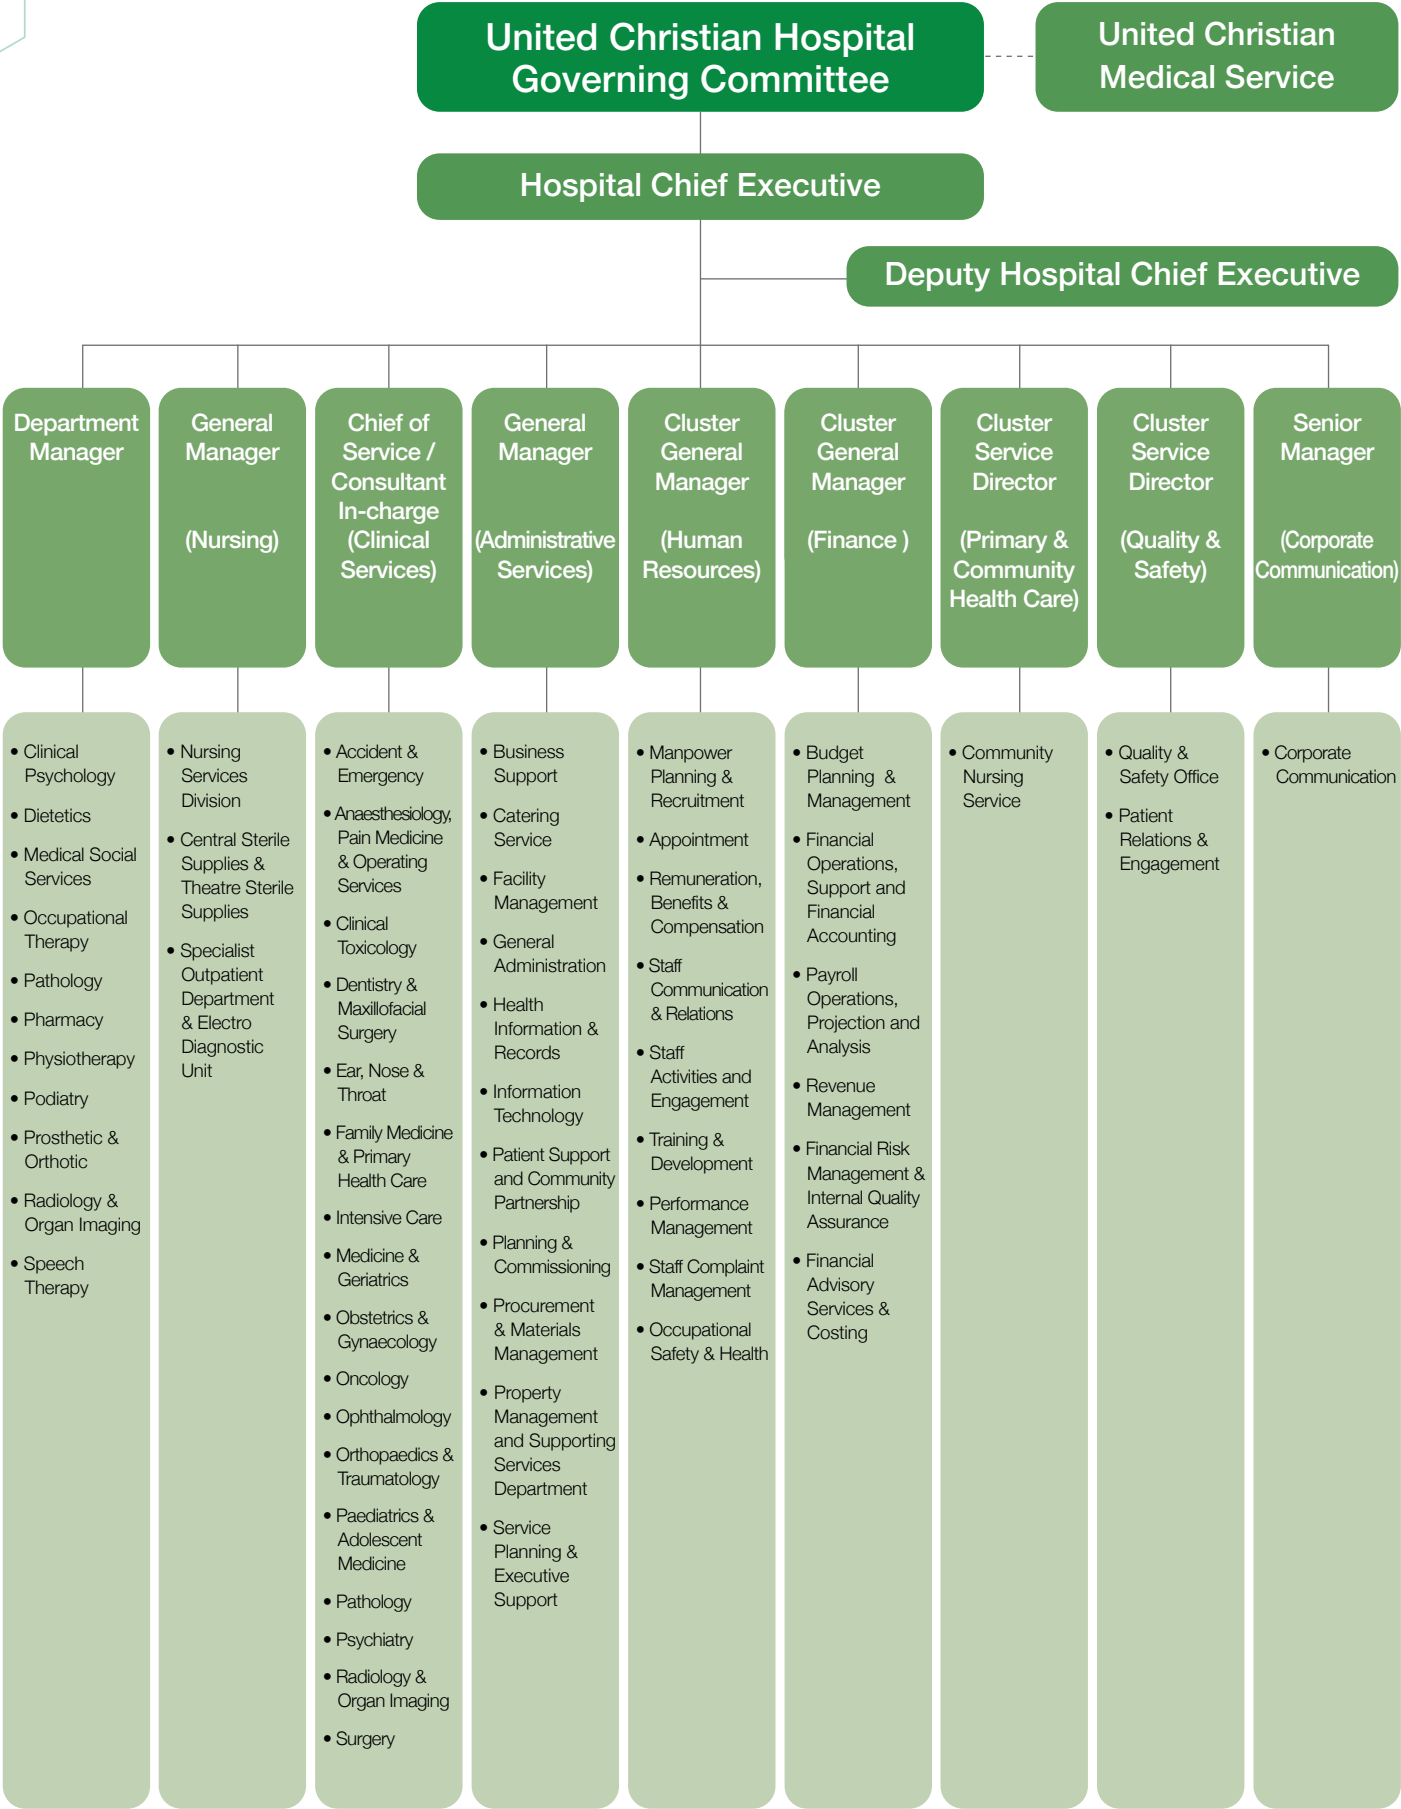 United Christian Hospital
Governing Committee
United Christian
Medical Service
Hospital Chief Executive
Deputy Hospital Chief Executive
Department
Manager
General
Manager
(Nursing)
Chief of
Service /
Consultant
In-charge
(Clinical
Services)
General
Manager
(Administrative
Services)
Cluster
General
Manager
(Human
Resources)
Cluster
General
Manager
(Finance )
Cluster
Service
Director
(Primary &
Community
Health Care)
Cluster
Service
Director
(Quality &
Safety)
Senior
Manager
(Corporate
Communication)
• Clinical
Psychology
• Dietetics
• Medical Social
Services
• Occupational
Therapy
• Pathology
• Pharmacy
• Physiotherapy
• Podiatry
• Prosthetic &
Orthotic
• Radiology &
Organ Imaging
• Speech
Therapy
• Nursing
Services
Division
• Central Sterile
Supplies &
Theatre Sterile
Supplies
• Specialist
Outpatient
Department
& Electro
Diagnostic
Unit
• Accident &
Emergency
• Anaesthesiology,
Pain Medicine
& Operating
Services
• Clinical
Toxicology
• Dentistry &
Maxillofacial
Surgery
• Ear, Nose &
Throat
• Family Medicine
& Primary
Health Care
• Intensive Care
• Medicine &
Geriatrics
• Obstetrics &
Gynaecology
• Oncology
• Ophthalmology
• Orthopaedics &
Traumatology
• Paediatrics &
Adolescent
Medicine
• Pathology
• Psychiatry
• Radiology &
Organ Imaging
• Surgery
• Business
Support
• Catering
Service
• Facility
Management
• General
Administration
• Health
Information &
Records
• Information
Technology
• Patient Support
and Community
Partnership
• Planning &
Commissioning
• Procurement
& Materials
Management
• Property
Management
and Supporting
Services
Department
• Service
Planning &
Executive
Support
• Manpower
Planning &
Recruitment
• Appointment
• Remuneration,
Benefits &
Compensation
• Staff
Communication
& Relations
• Staff
Activities and
Engagement
• Training &
Development
• Performance
Management
• Staff Complaint
Management
• Occupational
Safety & Health
• Budget
Planning &
Management
• Financial
Operations,
Support and
Financial
Accounting
• Payroll
Operations,
Projection and
Analysis
• Revenue
Management
• Financial Risk
Management &
Internal Quality
Assurance
• Financial
Advisory
Services &
Costing
• Community
Nursing
Service
• Quality &
Safety Office
• Patient
Relations &
Engagement
• Corporate
Communication